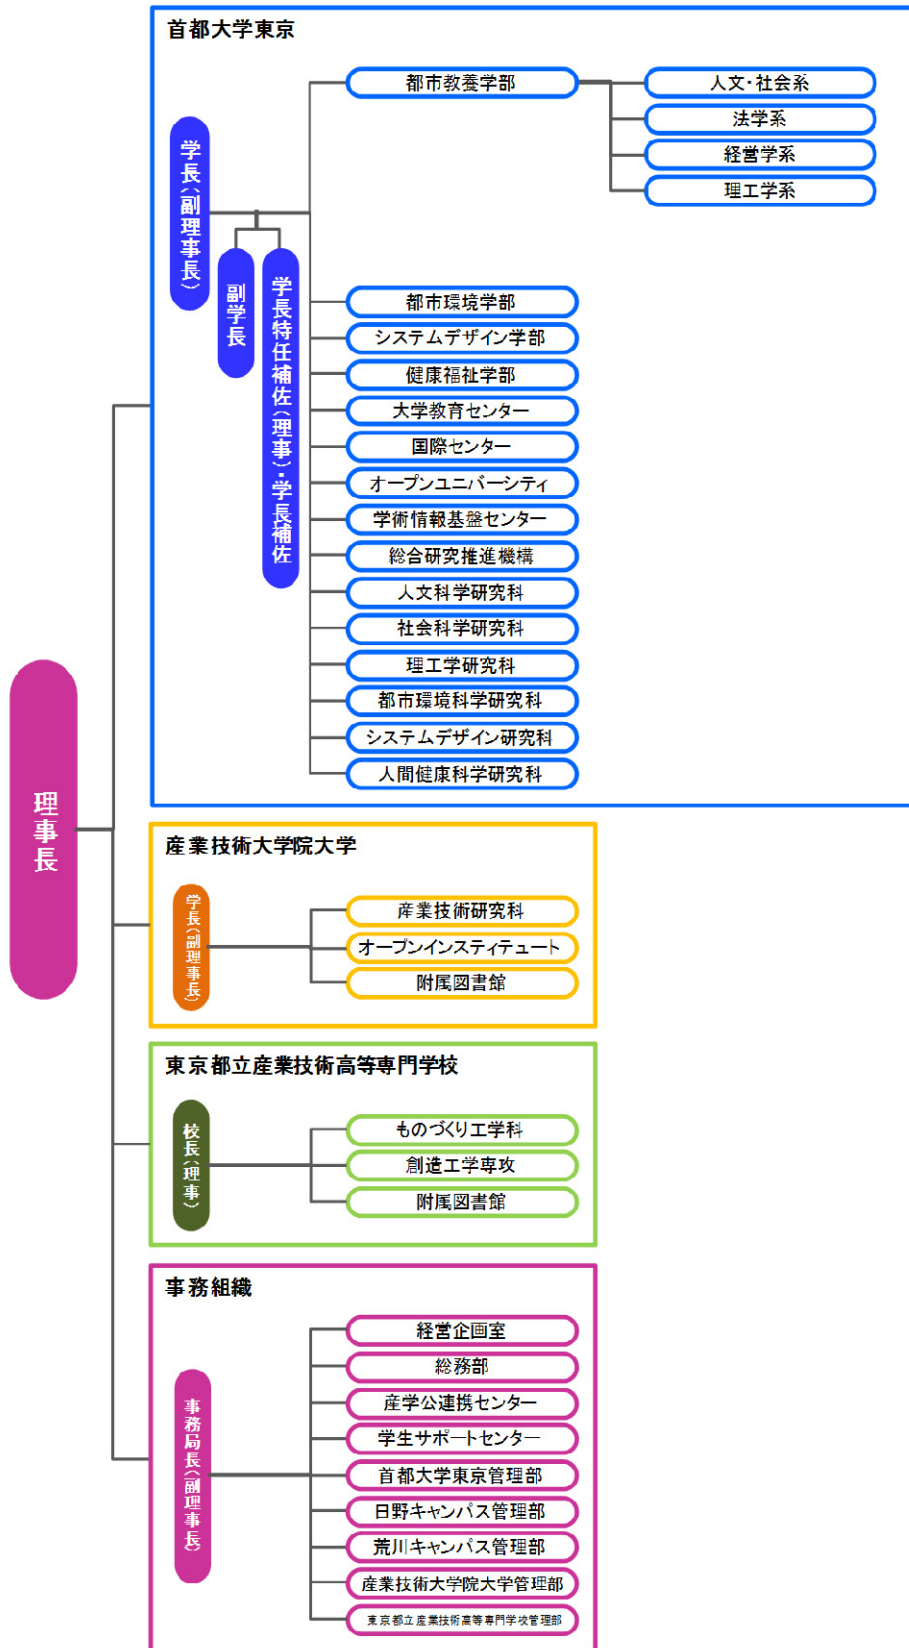 理事長
首都大学東京
学長(副理事長)
副学長
学長特任補佐(理事)・学長補佐
都市教養学部
人文・社会系
法学系
経営学系
理工学系
都市環境学部
システムデザイン学部
健康福祉学部
大学教育センター
国際センター
オープンユニバーシティ
学術情報基盤センター
総合研究推進機構
人文科学研究科
社会科学研究科
理工学研究科
都市環境科学研究科
システムデザイン研究科
人間健康科学研究科
産業技術大学院大学
学長(副理事長)
産業技術研究科
オープンインスティテュート
附属図書館
東京都立産業技術高等専門学校
校長(理事)
ものづくり工学科
創造工学専攻
附属図書館
事務組織
事務局長(副理事長)
経営企画室
総務部
産学公連携センター
学生サポートセンター
首都大学東京管理部
日野キャンパス管理部
荒川キャンパス管理部
産業技術大学院大学管理部
東京都立産業技術高等専門学校管理部